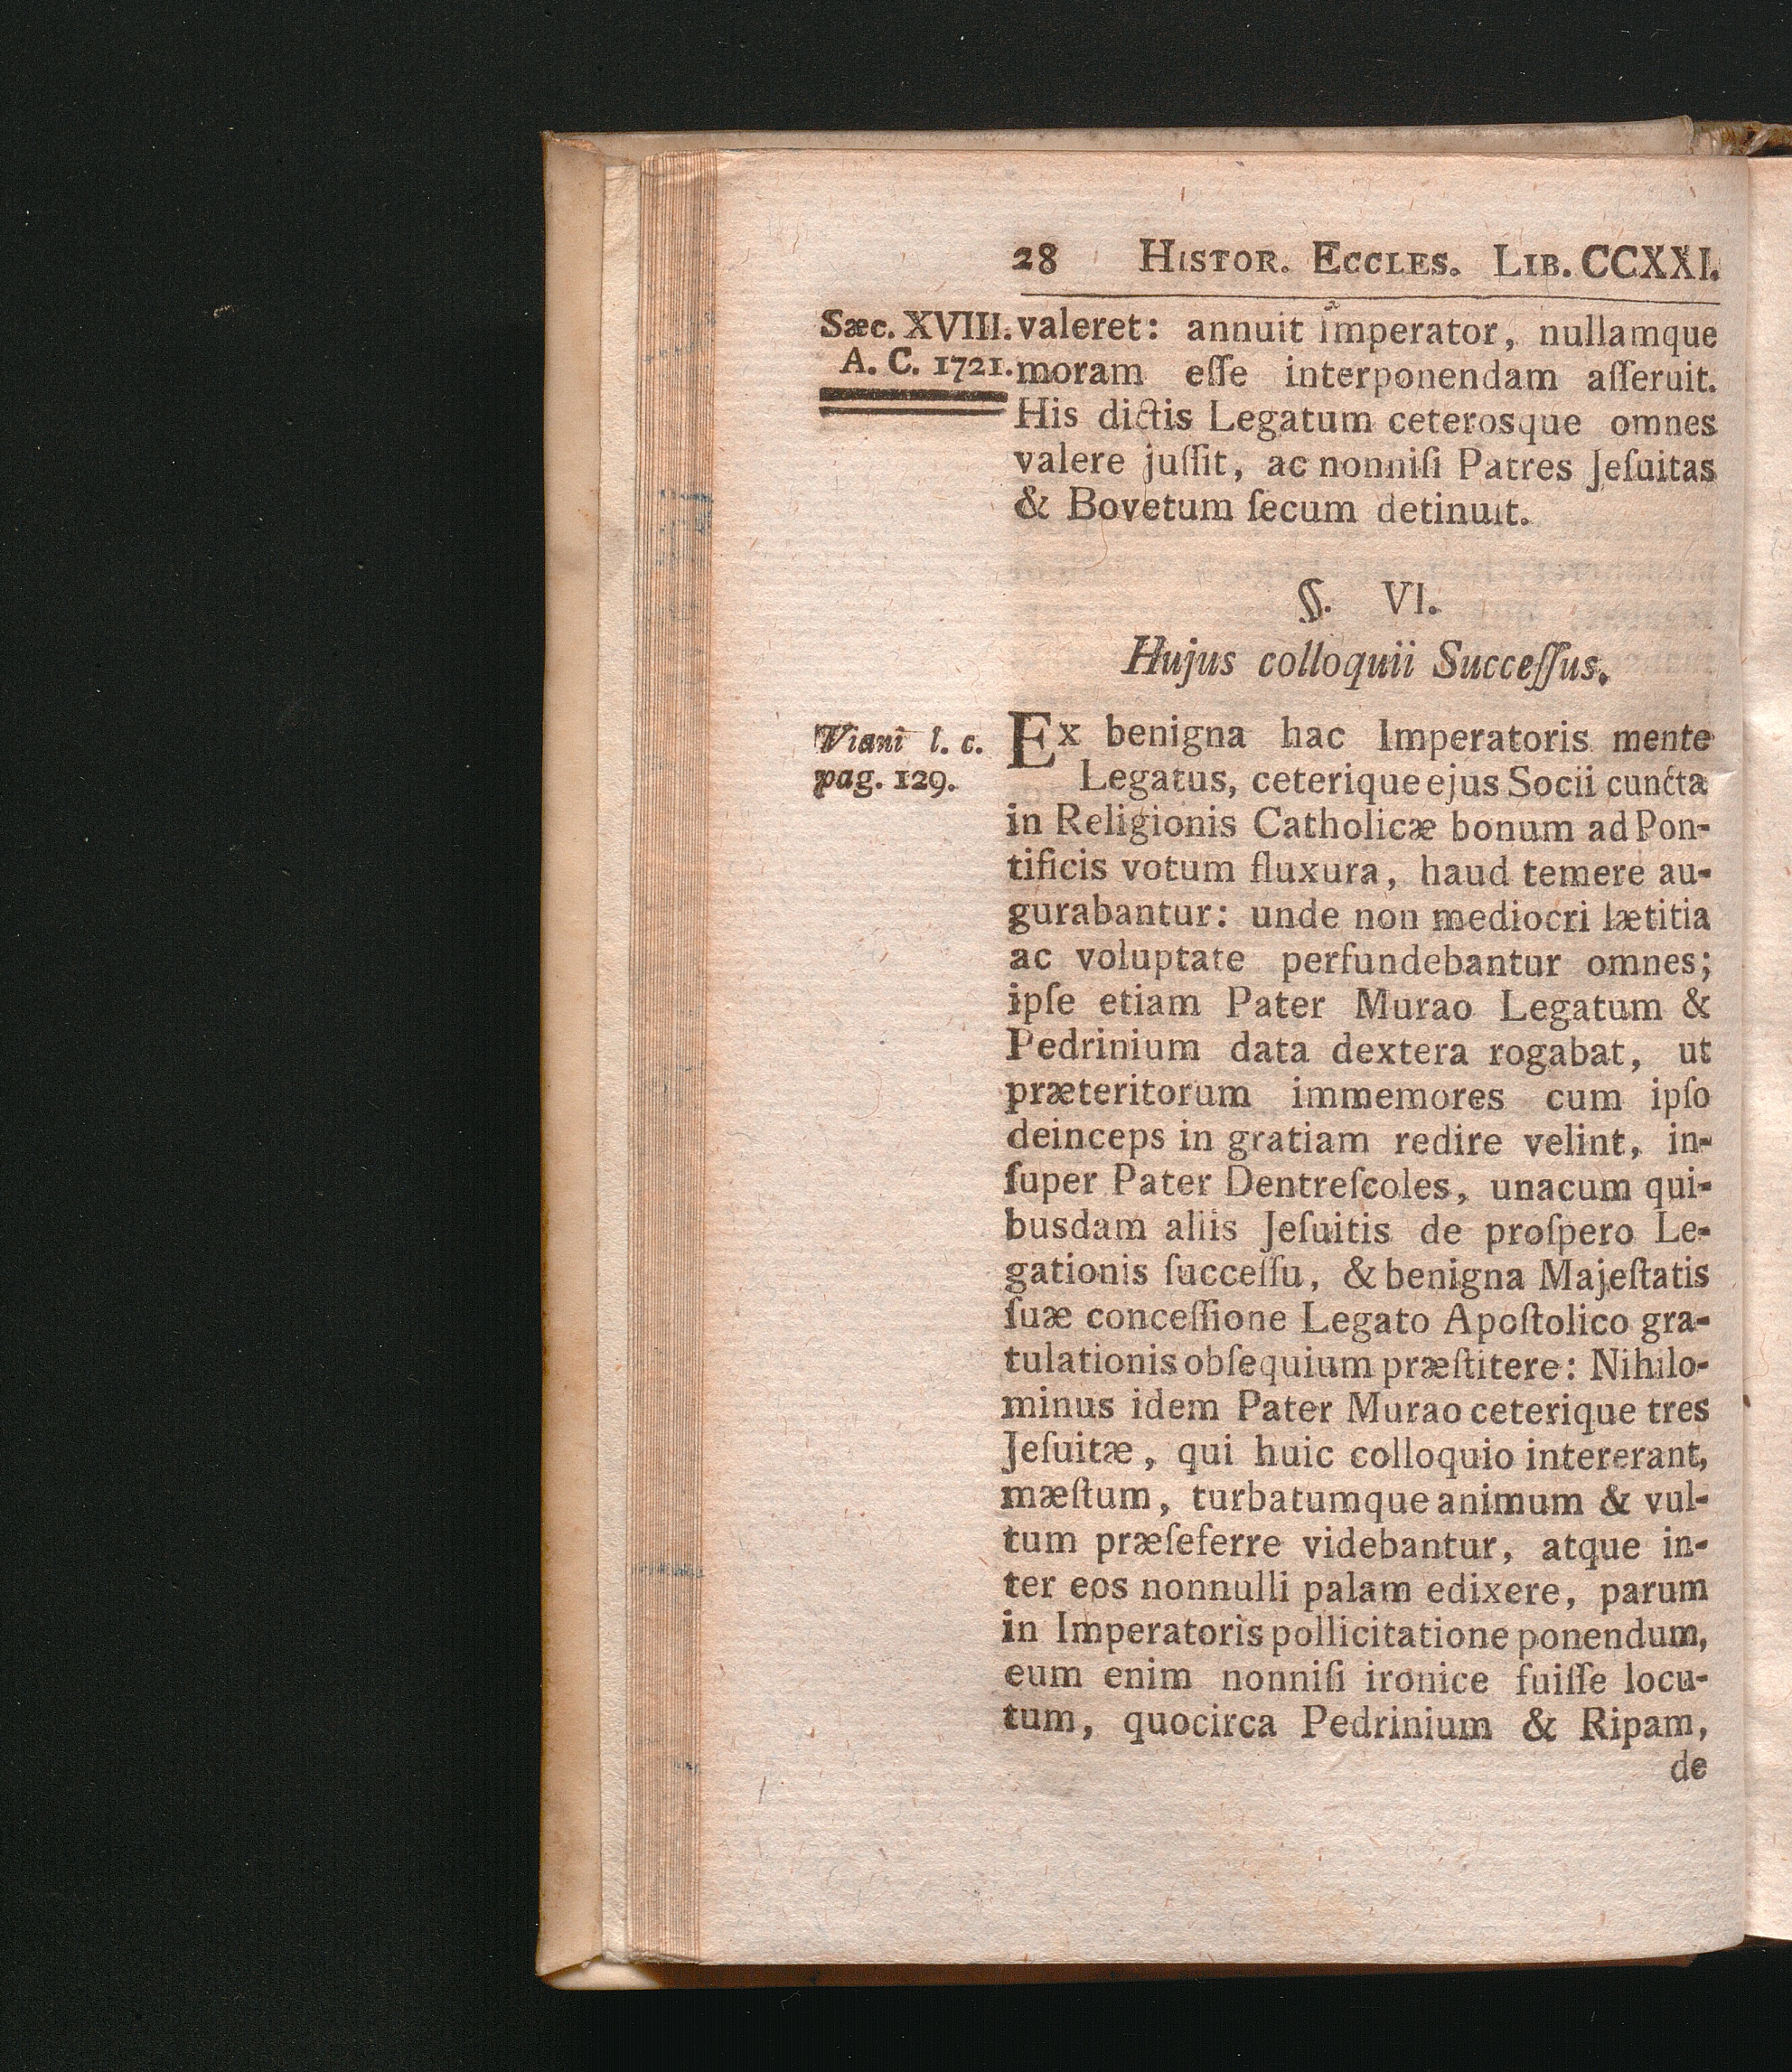 28 Histor. Eccles. Lib. CCXXI.
Sæc. XVIII.
A. C. 1721.
valeret: annuit Imperator, nullamque
moram eſſe interponendam aſſeruit.
His dictis Legatum ceterosque omnes
valere juſſit, ac nonniſi Patres Jeſuitas
& Bovetum ſecum detinuit.
§. VI.
Hujus colloquii Succeſſus.
Viani l. c.
pag. 129.
Ex benigna hac Imperatoris mente
Legatus, ceterique ejus Socii cuncta
in Religionis Catholicæ bonum ad Pon-
tificis votum fluxura, haud temere au-
gurabantur: unde non mediocri lætitia
ac voluptate perfundebantur omnes;
ipſe etiam Pater Murao Legatum &
Pedrinium data dextera rogabat, ut
præteritorum immemores cum ipſo
deinceps in gratiam redire velint, in-
ſuper Pater Dentreſcoles, unacum qui-
busdam aliis Jeſuitis de proſpero Le-
gationis ſucceſſu, & benigna Majeſtatis
ſuæ conceſſione Legato Apoſtolico gra-
tulationis obſequium præſtitere: Nihilo-
minus idem Pater Murao ceterique tres
Jeſuitæ, qui huic colloquio intererant,
mæſtum, turbatumque animum & vul-
tum præſeferre videbantur, atque in-
ter eos nonnulli palam edixere, parum
in Imperatoris pollicitatione ponendum,
eum enim nonniſi ironice fuiſſe locu-
tum, quocirca Pedrinium & Ripam,
de